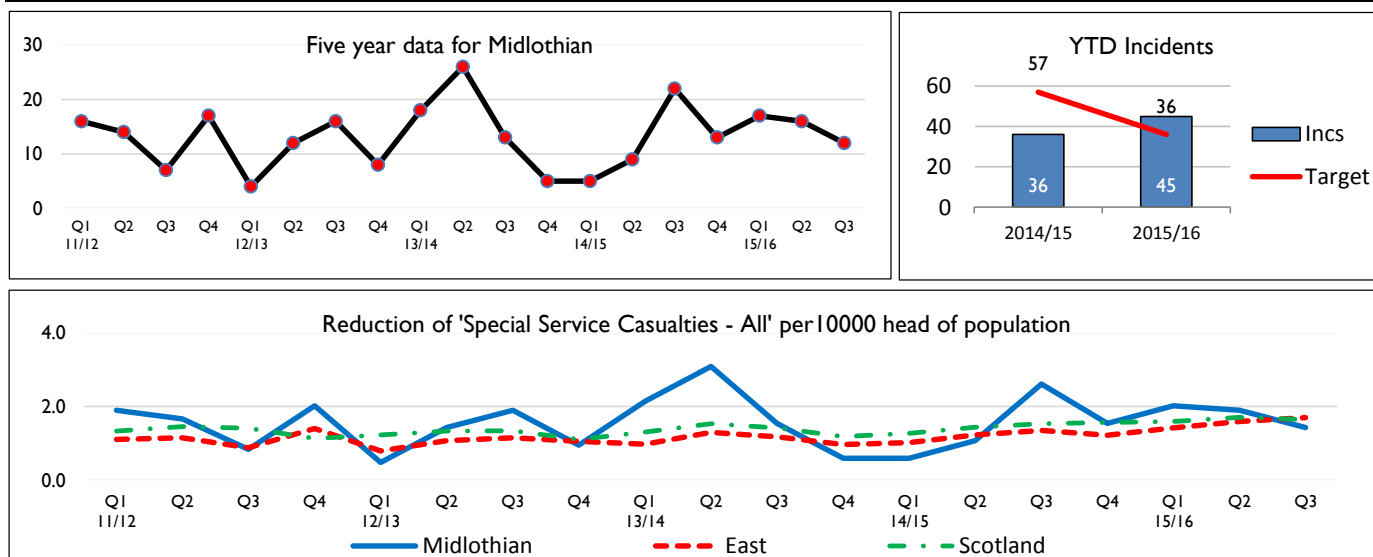 Five year data for Midlothian
30
20
10
0
Q1 Q2 Q3 Q4 Q1 Q2 Q3 Q4 Q1 Q2 Q3 Q4 Q1 Q2 Q3 Q4 Q1 Q2 Q3
11/12 12/13 13/14 14/15 15/16
YTD Incidents
57
60
40
20
0
36
36
45
2014/15 2015/16
Incs
Target
Reduction of 'Special Service Casualties - All' per10000 head of population
4.0
2.0
0.0
Q1 Q2 Q3 Q4 Q1 Q2 Q3 Q4 Q1 Q2 Q3 Q4 Q1 Q2 Q3 Q4 Q1 Q2 Q3
11/12 12/13 13/14 14/15 15/16
Midlothian East Scotland